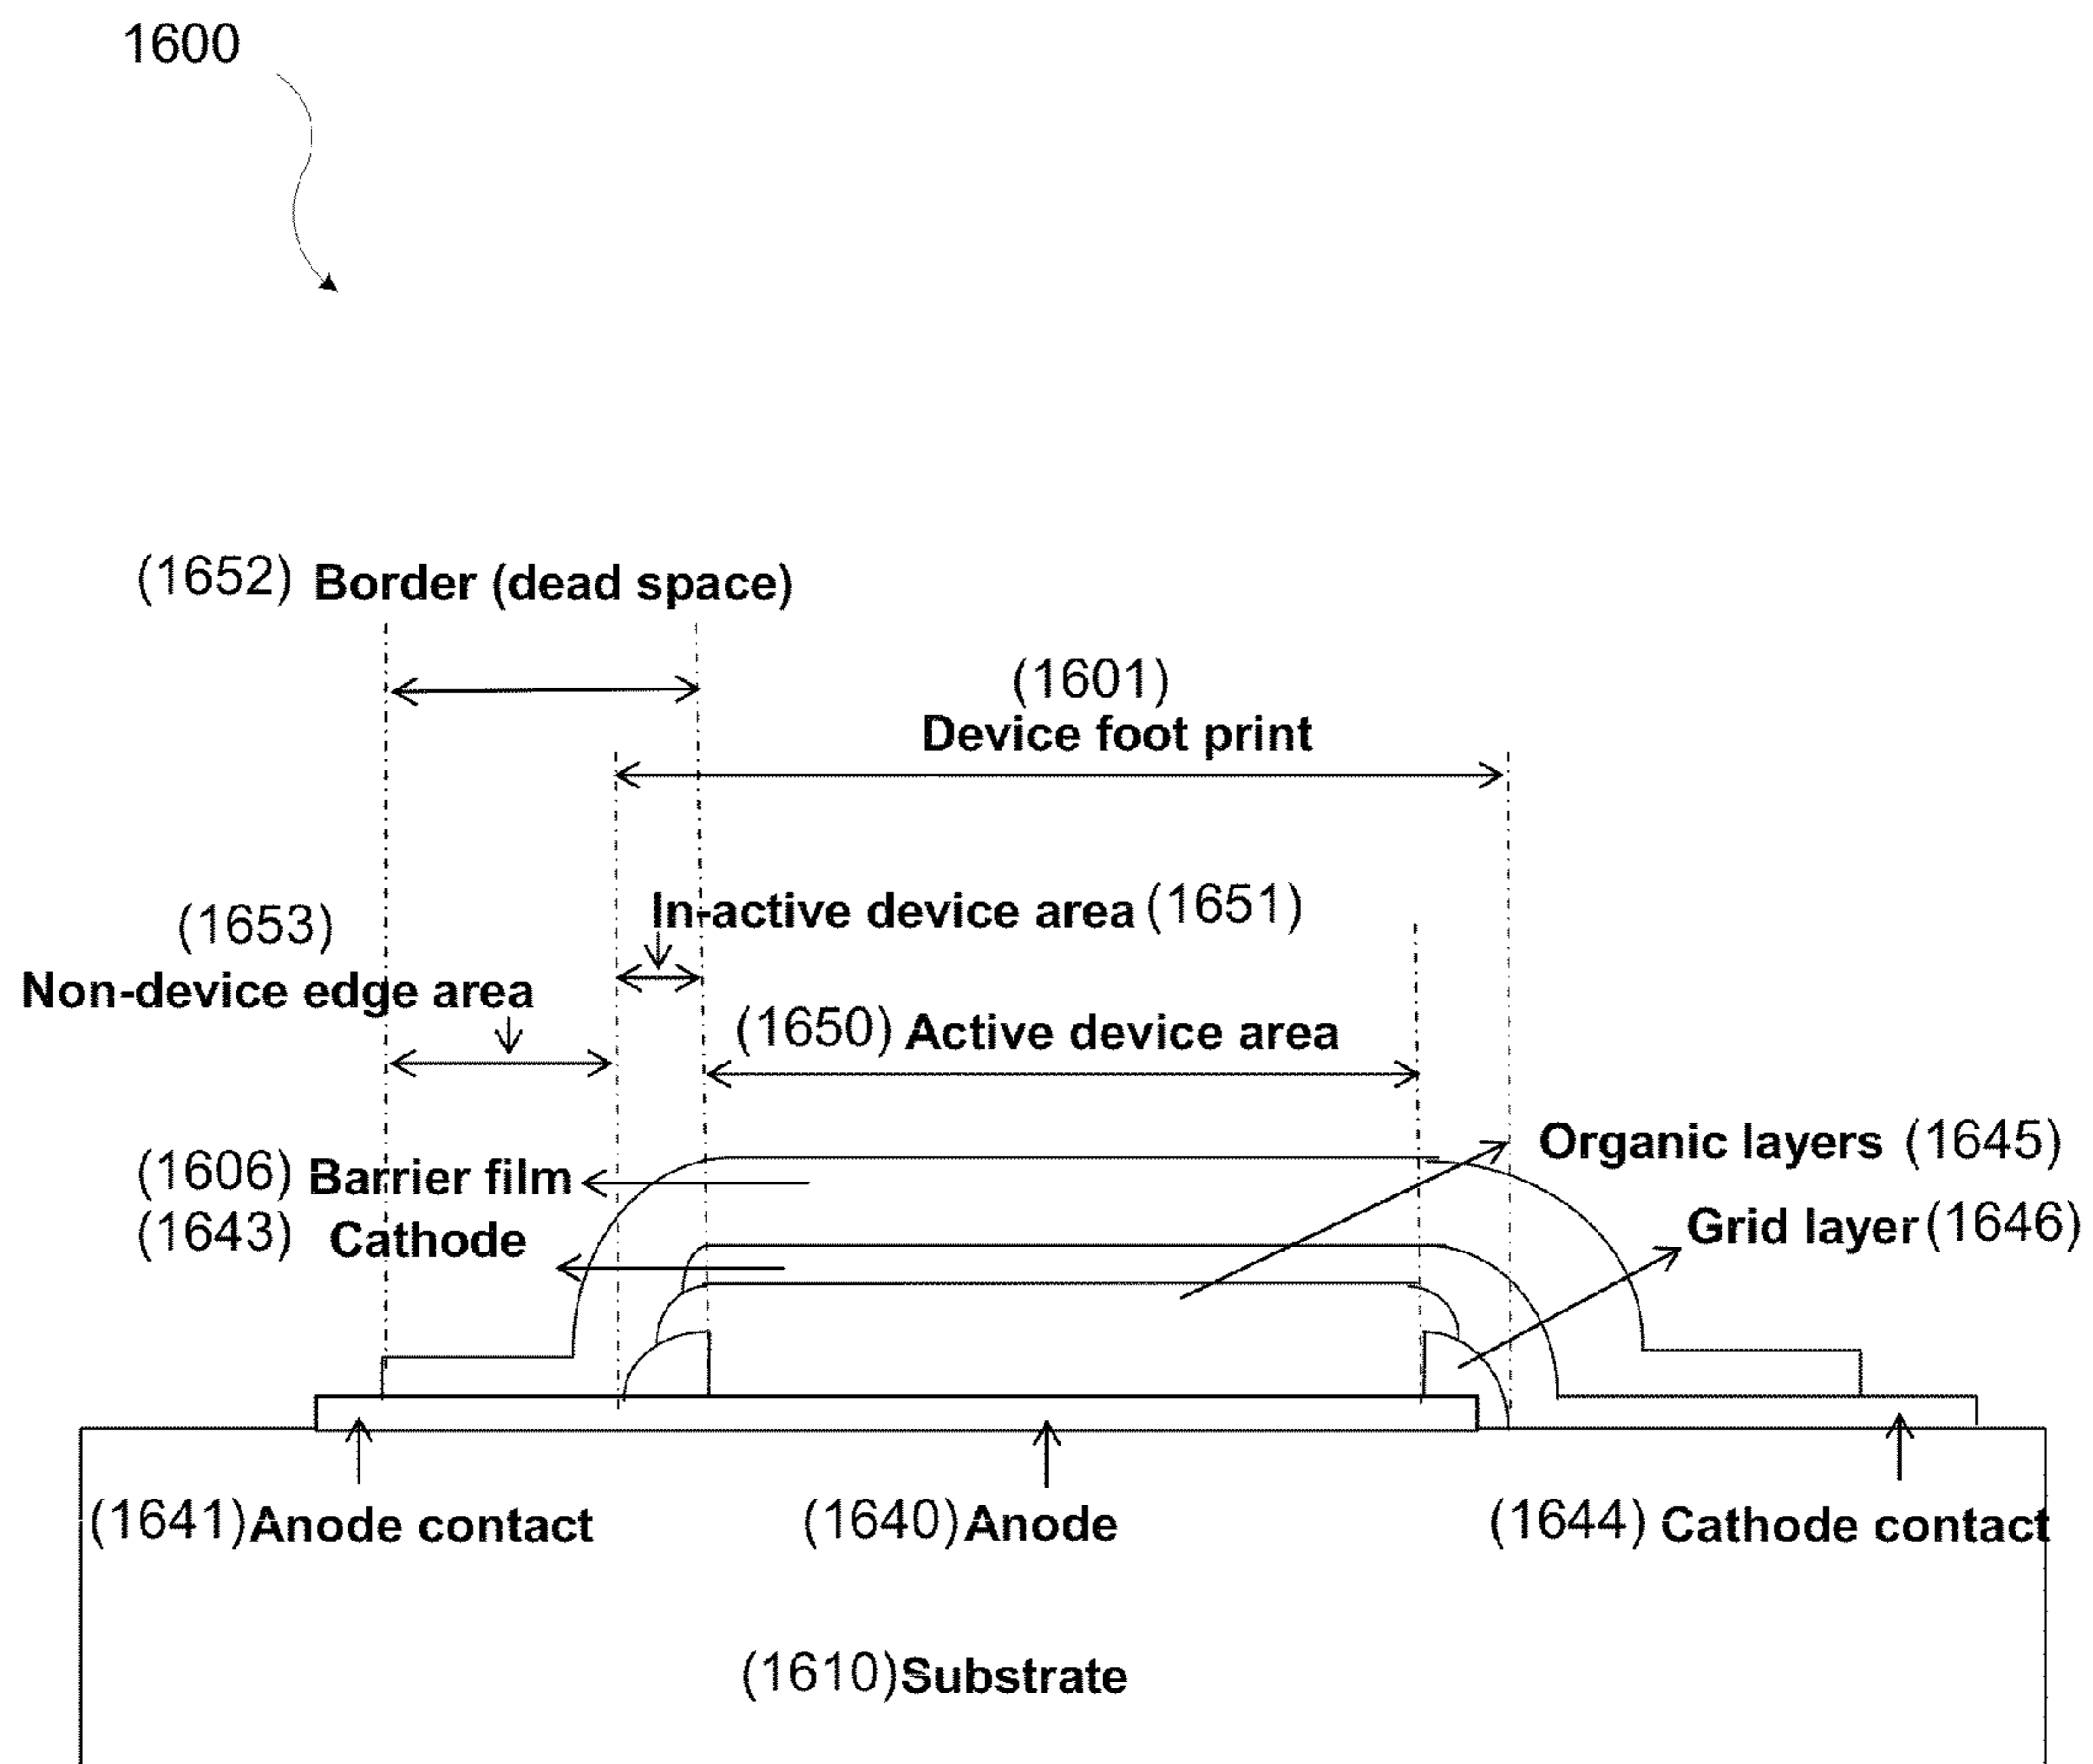 1600
(1652) Border (dead space)
(1601)
Device foot print
In-active device area (1651)
(1653)
Non-device edge area
(1650) Active device area
Organic layers (1645)
(1606) Barrier film
Grid layer (1646)
(1643) Cathode
(1641) Anode contact
(1640) Anode
(1644) Cathode contact
(1610) Substrate